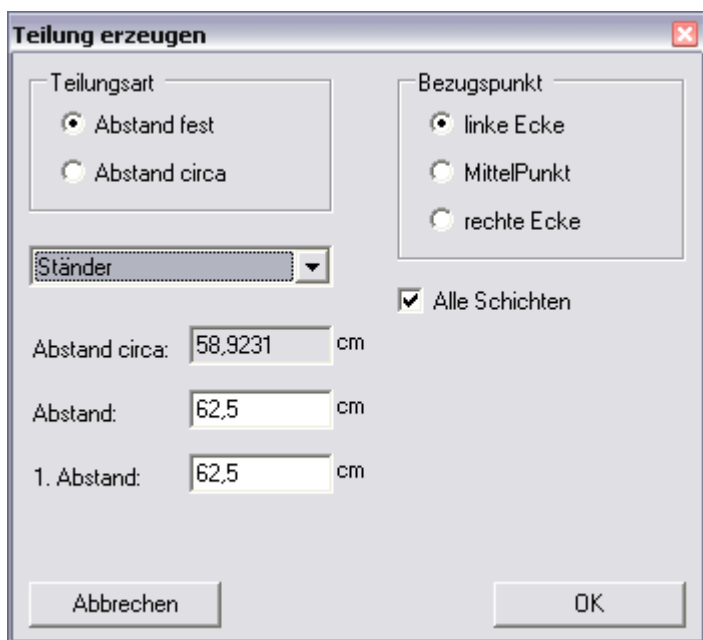 Teilung erzeugen
Teilungsart
Abstand fest
Abstand circa
Bezugspunkt
linke Ecke
MittelPunkt
rechte Ecke
Ständer
Alle Schichten
Abstand circa: 58,9231 cm
Abstand: 62,5 cm
1. Abstand: 62,5 cm
Abbrechen OK